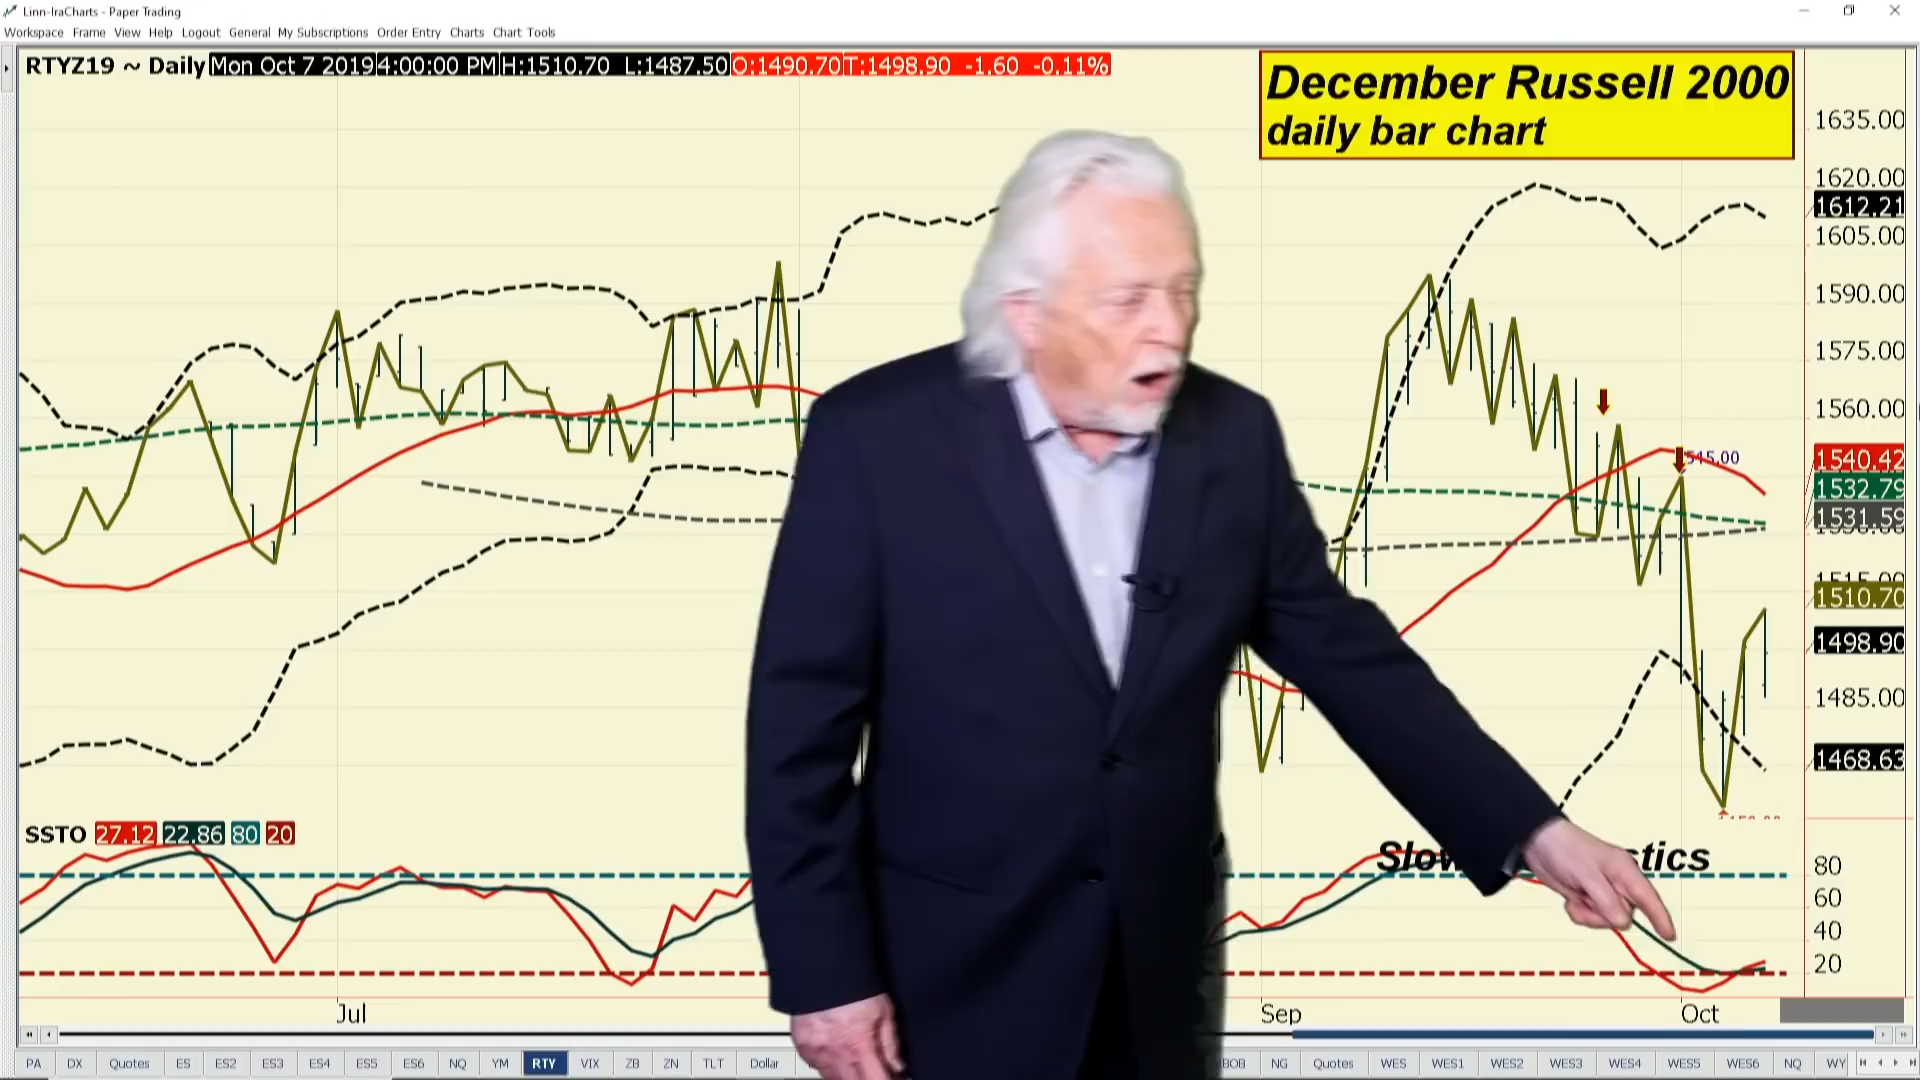 Linn-IraCharts - Paper Trading
Workspace Frame View Help Logout General My Subscriptions Order Entry Charts Chart Tools
RTYZ19 ~ Daily Mon Oct 7 2019 4:00:00 PM H:1510.70 L:1487.50 O:1490.70 T:1498.90 -1.60 -0.11%
December Russell 2000
daily bar chart
1635.00
1620.00
1612.21
1605.00
1590.00
1575.00
1560.00
1540.42
1532.79
1531.59
1515.00
1510.70
1498.90
1485.00
1468.63
SSTO 27.12 22.86 80 20
80
60
40
20
Jul Sep Oct
PA DX Quotes ES ES2 ES3 ES4 ES5 ES6 NQ YM RTY VIX ZB ZN TLT Dollar BOB NG Quotes WES WES1 WES2 WES3 WES4 WES5 WES6 NQ WY